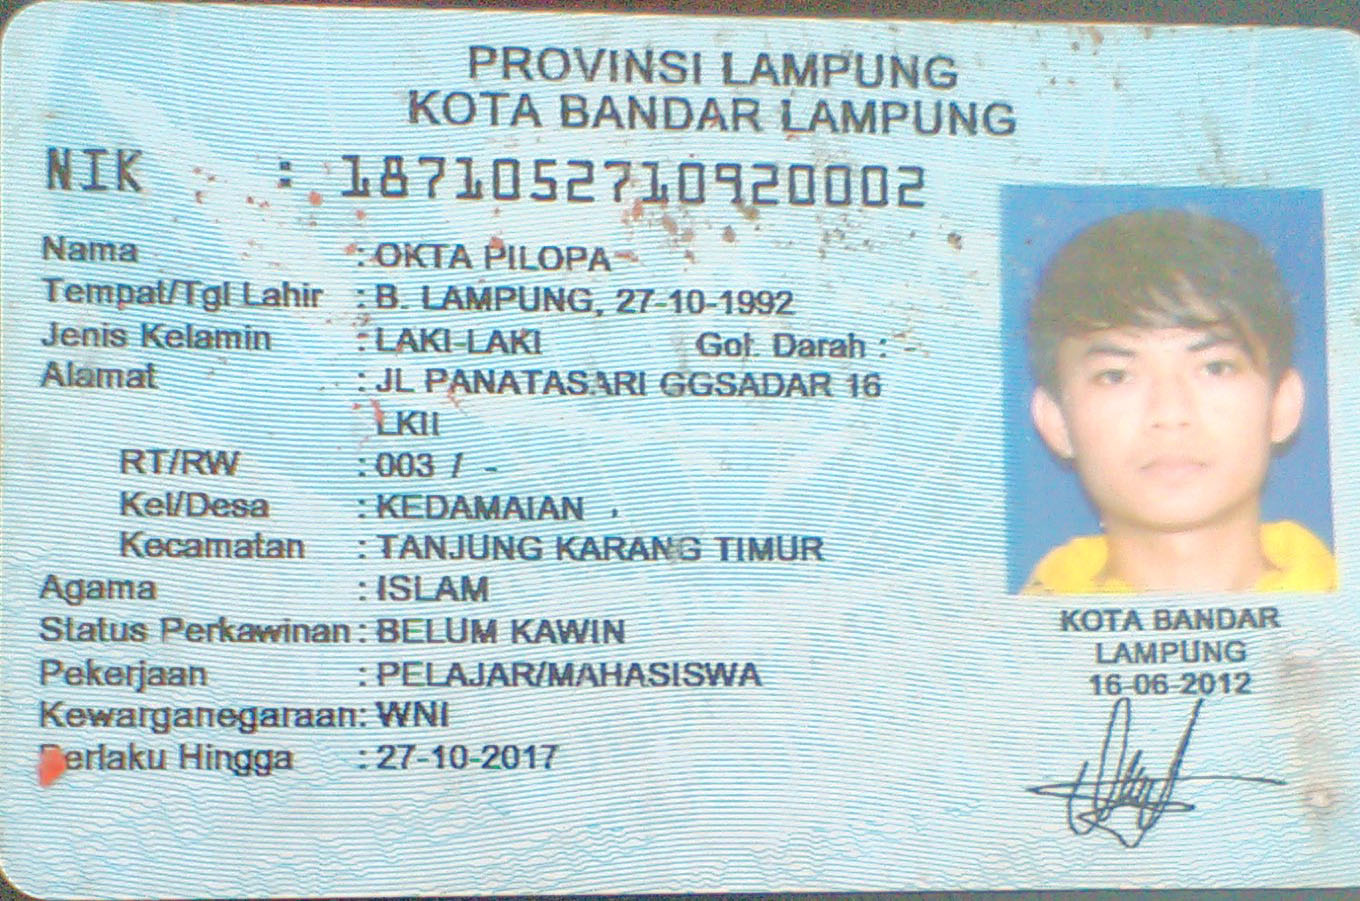 PROVINSI LAMPUNG
KOTA BANDAR LAMPUNG
NIK : 1871052710920002
Nama : OKTA PILOPA
Tempat/Tgl Lahir : B. LAMPUNG, 27-10-1992
Jenis Kelamin : LAKI-LAKI Gol. Darah : -
Alamat : JL PANATASARI GGSADAR 16
LKII
RT/RW : 003 / -
Kel/Desa : KEDAMAIAN
Kecamatan : TANJUNG KARANG TIMUR
Agama : ISLAM
Status Perkawinan : BELUM KAWIN
Pekerjaan : PELAJAR/MAHASISWA
Kewarganegaraan: WNI
Berlaku Hingga : 27-10-2017
KOTA BANDAR
LAMPUNG
16-06-2012